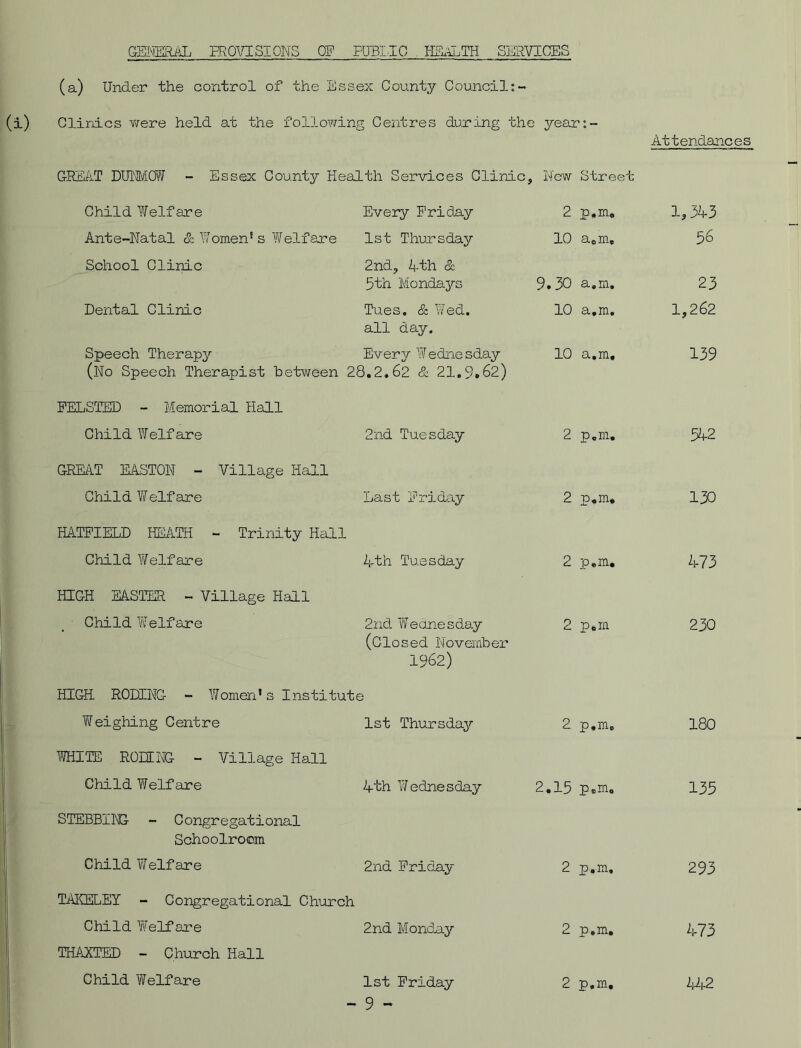 GENERAL PROVISIONS OF PUBLIC HEALTH SERVICES
(a) Under the control of the Essex County Council:-
(i) Clinics were held at the following Centres during the year:-
Attendances
GREAT DUNMOW - Essex County Health Services Clinic, New Street
Child Welfare Every Friday 2 p.m. 1,343
Ante-Natal & Women's Welfare 1st Thursday 10 a.m. 56
School Clinic 2nd, 4th &
5th Mondays 9.30 a.m. 23
Dental Clinic Tues. & Wed. 10 a.m. 1,262
all day.
Speech Therapy Every Wednesday 10 a.m. 139
(No Speech Therapist between 28.2.62 & 21.9.62)
FELSTED - Memorial Hall
Child Welfare 2nd Tuesday 2 p.m. 542
GREAT EASTON - Village Hall
Child Welfare Last Friday 2 p.m. 130
HATFIELD HEATH - Trinity Hall
Child Welfare 4th Tuesday 2 p.m. 473
HIGH EASTER - Village Hall
Child Welfare 2nd Wednesday 2 p.m 230
(Closed November
1962)
HIGH RODING - Women's Institute
Weighing Centre 1st Thursday 2 p.m. 180
WHITE RODING - Village Hall
Child Welfare 4th Wednesday 2.15 p.m. 135
STEBBING - Congregational
Schoolroom
Child Welfare 2nd Friday 2 p.m. 293
TAKELEY - Congregational Church
Child Welfare 2nd Monday 2 p.m. 473
THAXTED - Church Hall
Child Welfare 1st Friday 2 p.m. 442
- 9 -